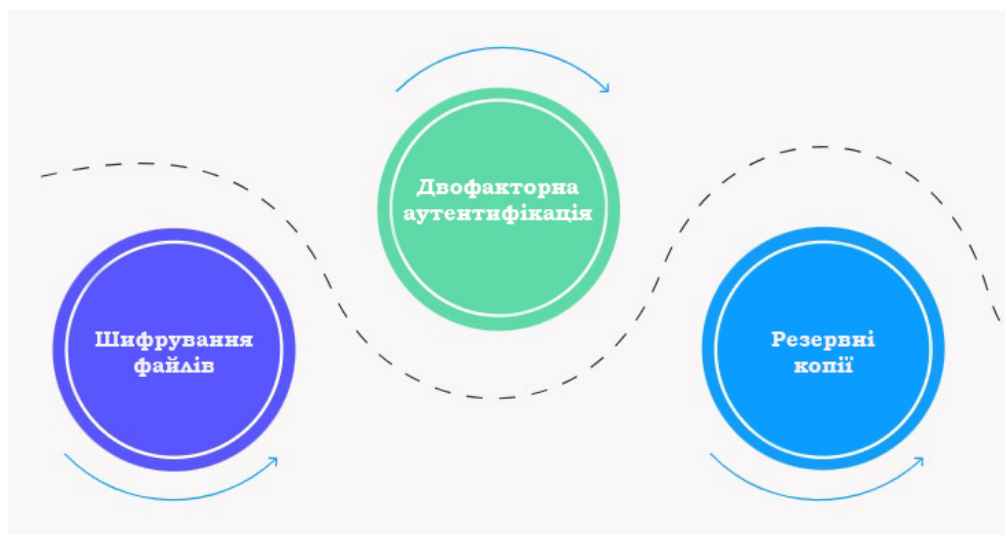 Шифрування
файлів
Двофакторна
аутентифікація
Резервні
копії